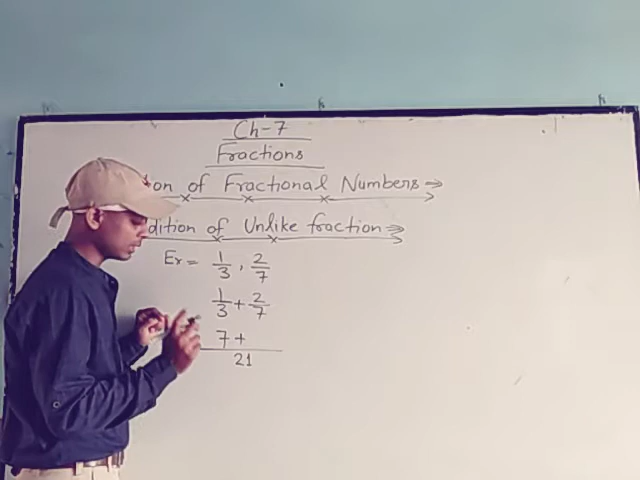 Ch-7
Fractions
on of Fractional Numbers
dition of Unlike fraction
Ex = 1/3, 2/7
1/3 + 2/7
7 +
21